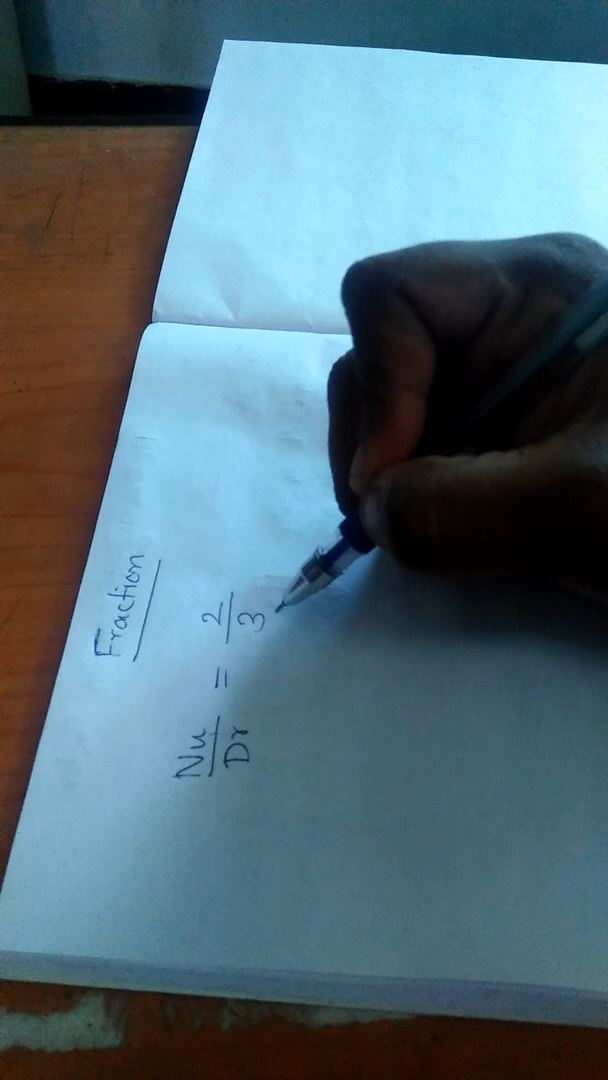 Fraction
Nu/Dr = 2/3